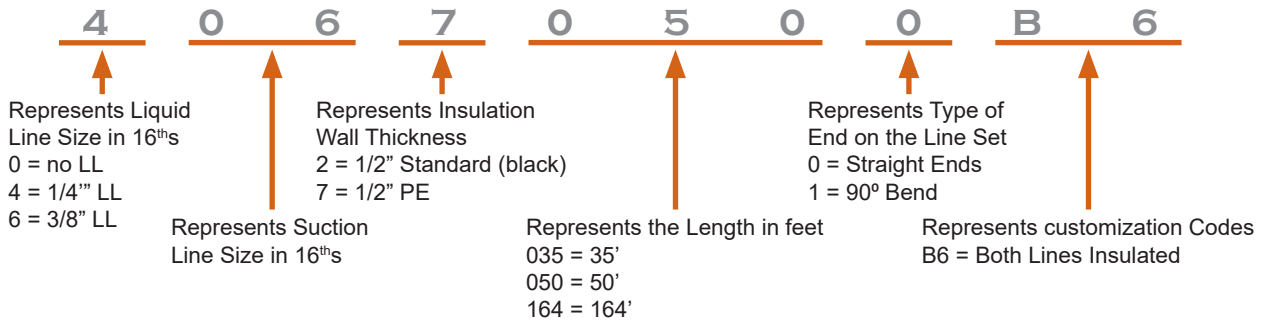 4 0 6 7 0 5 0 0 B 6
Represents Liquid
Line Size in 16ths
0 = no LL
4 = 1/4’” LL
6 = 3/8” LL
Represents Suction
Line Size in 16ths
Represents Insulation
Wall Thickness
2 = 1/2” Standard (black)
7 = 1/2” PE
Represents the Length in feet
035 = 35’
050 = 50’
164 = 164’
Represents Type of
End on the Line Set
0 = Straight Ends
1 = 90º Bend
Represents customization Codes
B6 = Both Lines Insulated